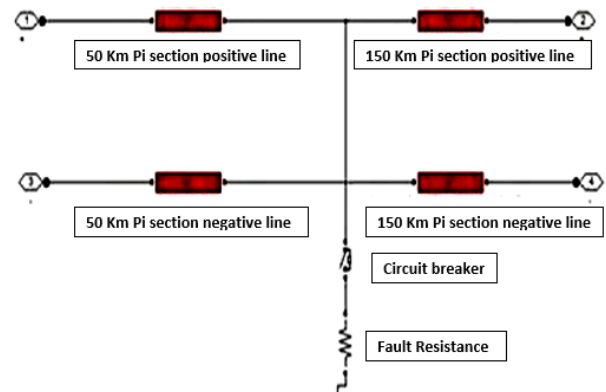 1
2
50 Km Pi section positive line
150 Km Pi section positive line
3
4
50 Km Pi section negative line
150 Km Pi section negative line
Circuit breaker
Fault Resistance